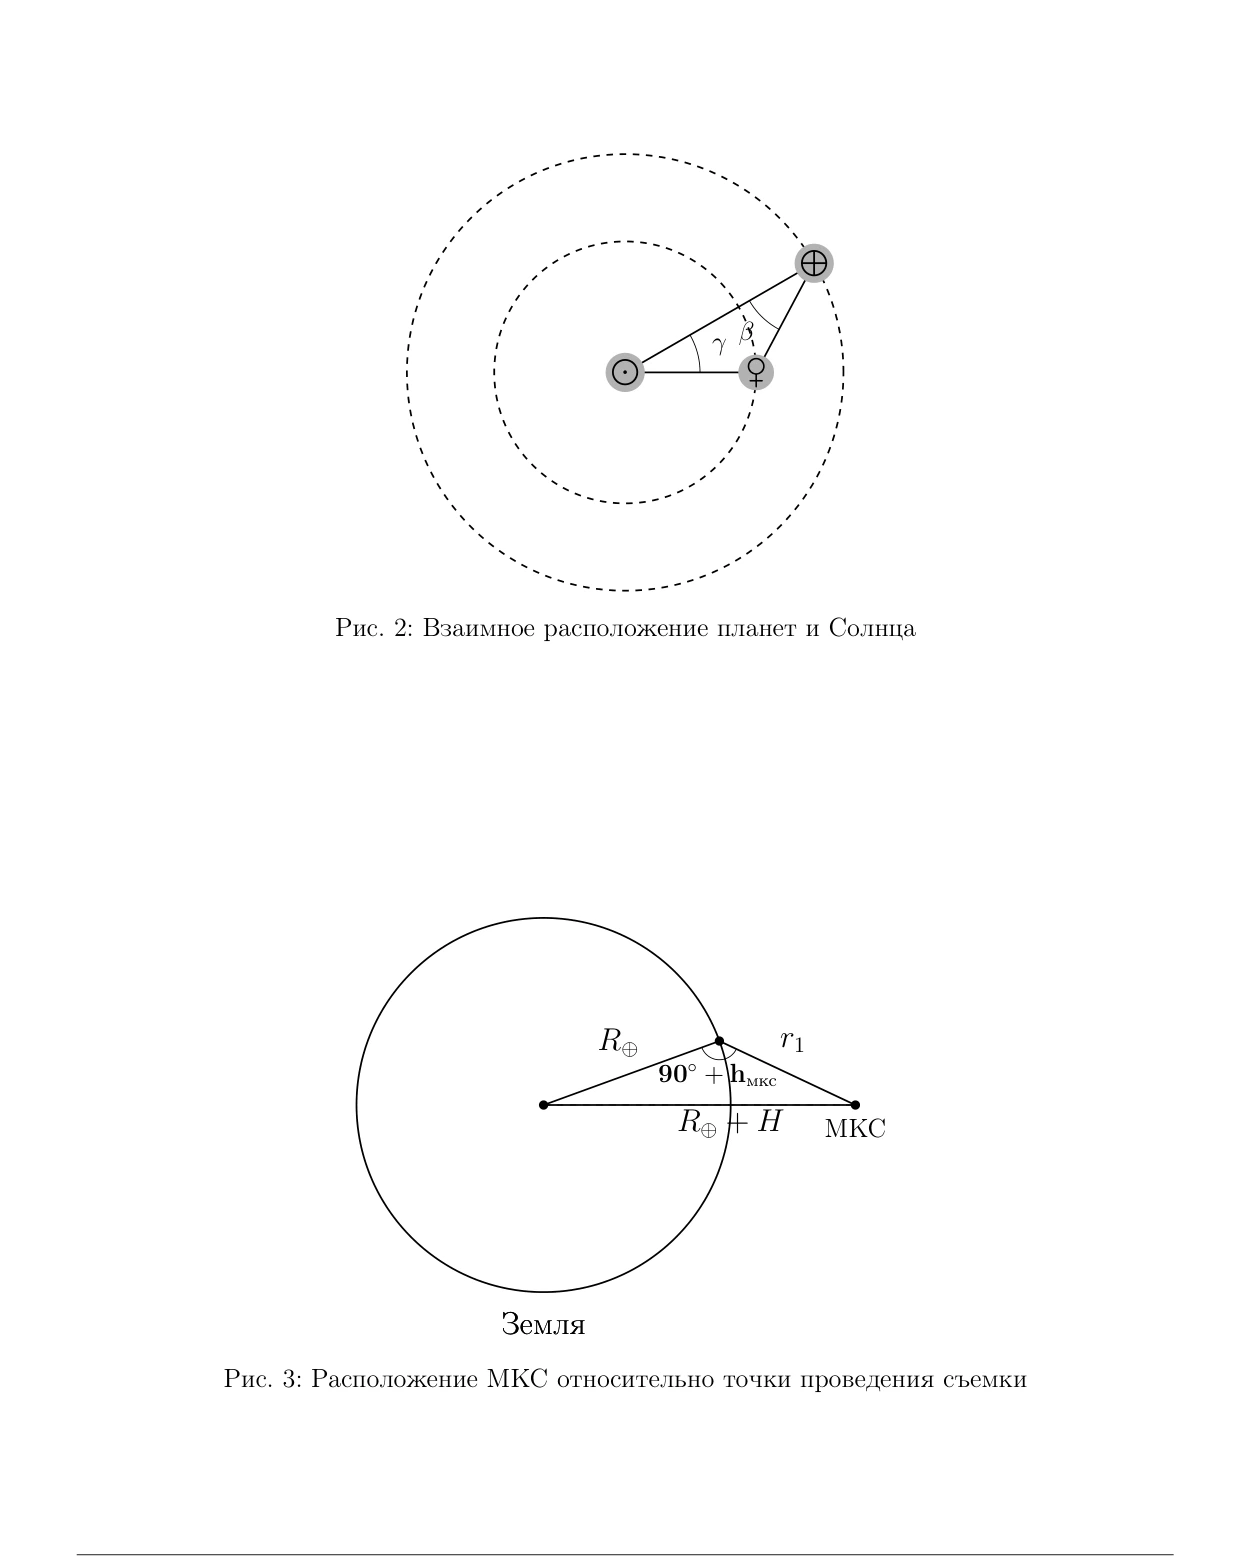 ⊕
γ β
⊙ ♀
Рис. 2: Взаимное расположение планет и Солнца
R⊕ r₁
90° + hмкс
R⊕ + H МКС
Земля
Рис. 3: Расположение МКС относительно точки проведения съемки